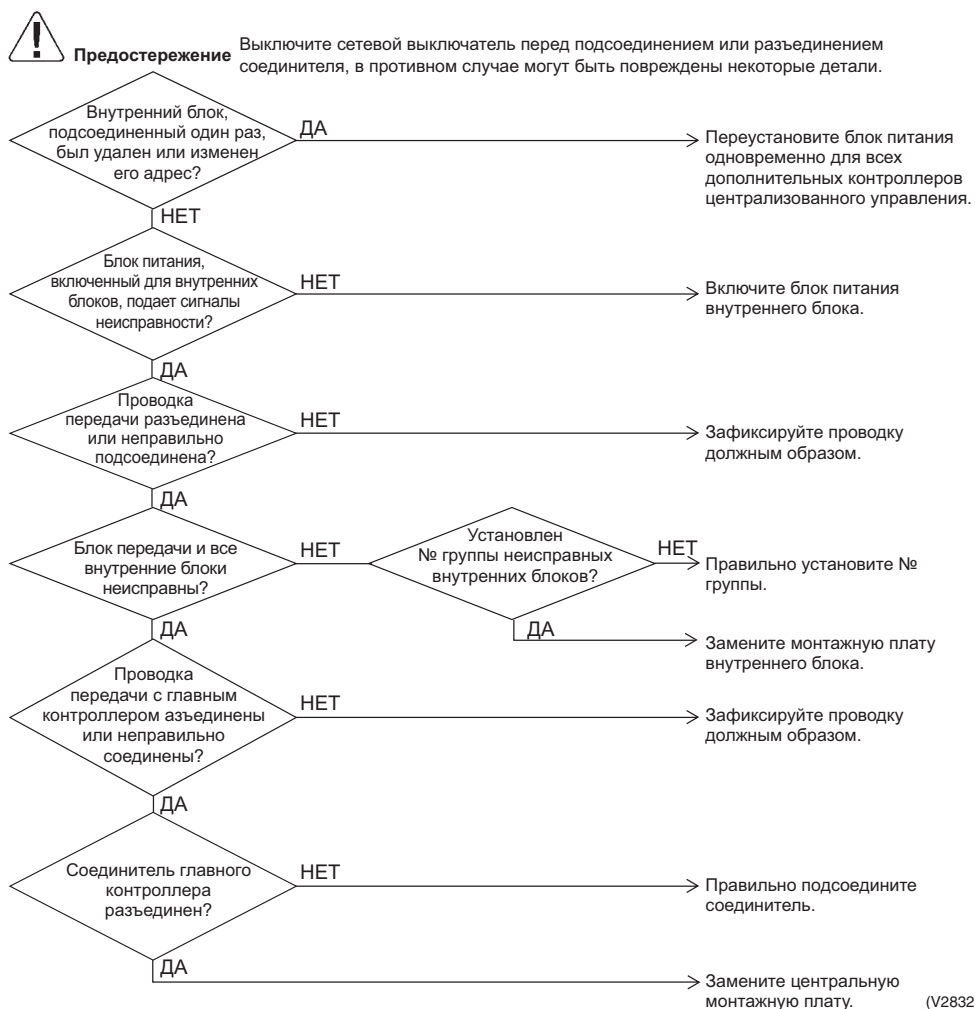 Предостережение
Выключите сетевой выключатель перед подсоединением или разъединением
соединителя, в противном случае могут быть повреждены некоторые детали.
Внутренний блок,
подсоединенный один раз,
был удален или изменен
его адрес?
ДА
Переустановите блок питания
одновременно для всех
дополнительных контроллеров
централизованного управления.
НЕТ
Блок питания,
включенный для внутренних
блоков, подает сигналы
неисправности?
НЕТ
Включите блок питания
внутреннего блока.
ДА
Проводка
передачи разъединена
или неправильно
подсоединена?
НЕТ
Зафиксируйте проводку
должным образом.
ДА
Блок передачи и все
внутренние блоки
неисправны?
НЕТ
Установлен
№ группы неисправных
внутренних блоков?
НЕТ
Правильно установите №
группы.
ДА
Замените монтажную плату
внутреннего блока.
ДА
Проводка
передачи с главным
контроллером азъединены
или неправильно
соединены?
НЕТ
Зафиксируйте проводку
должным образом.
ДА
Соединитель главного
контроллера
разъединен?
НЕТ
Правильно подсоедините
соединитель.
ДА
Замените центральную
монтажную плату.
(V2832